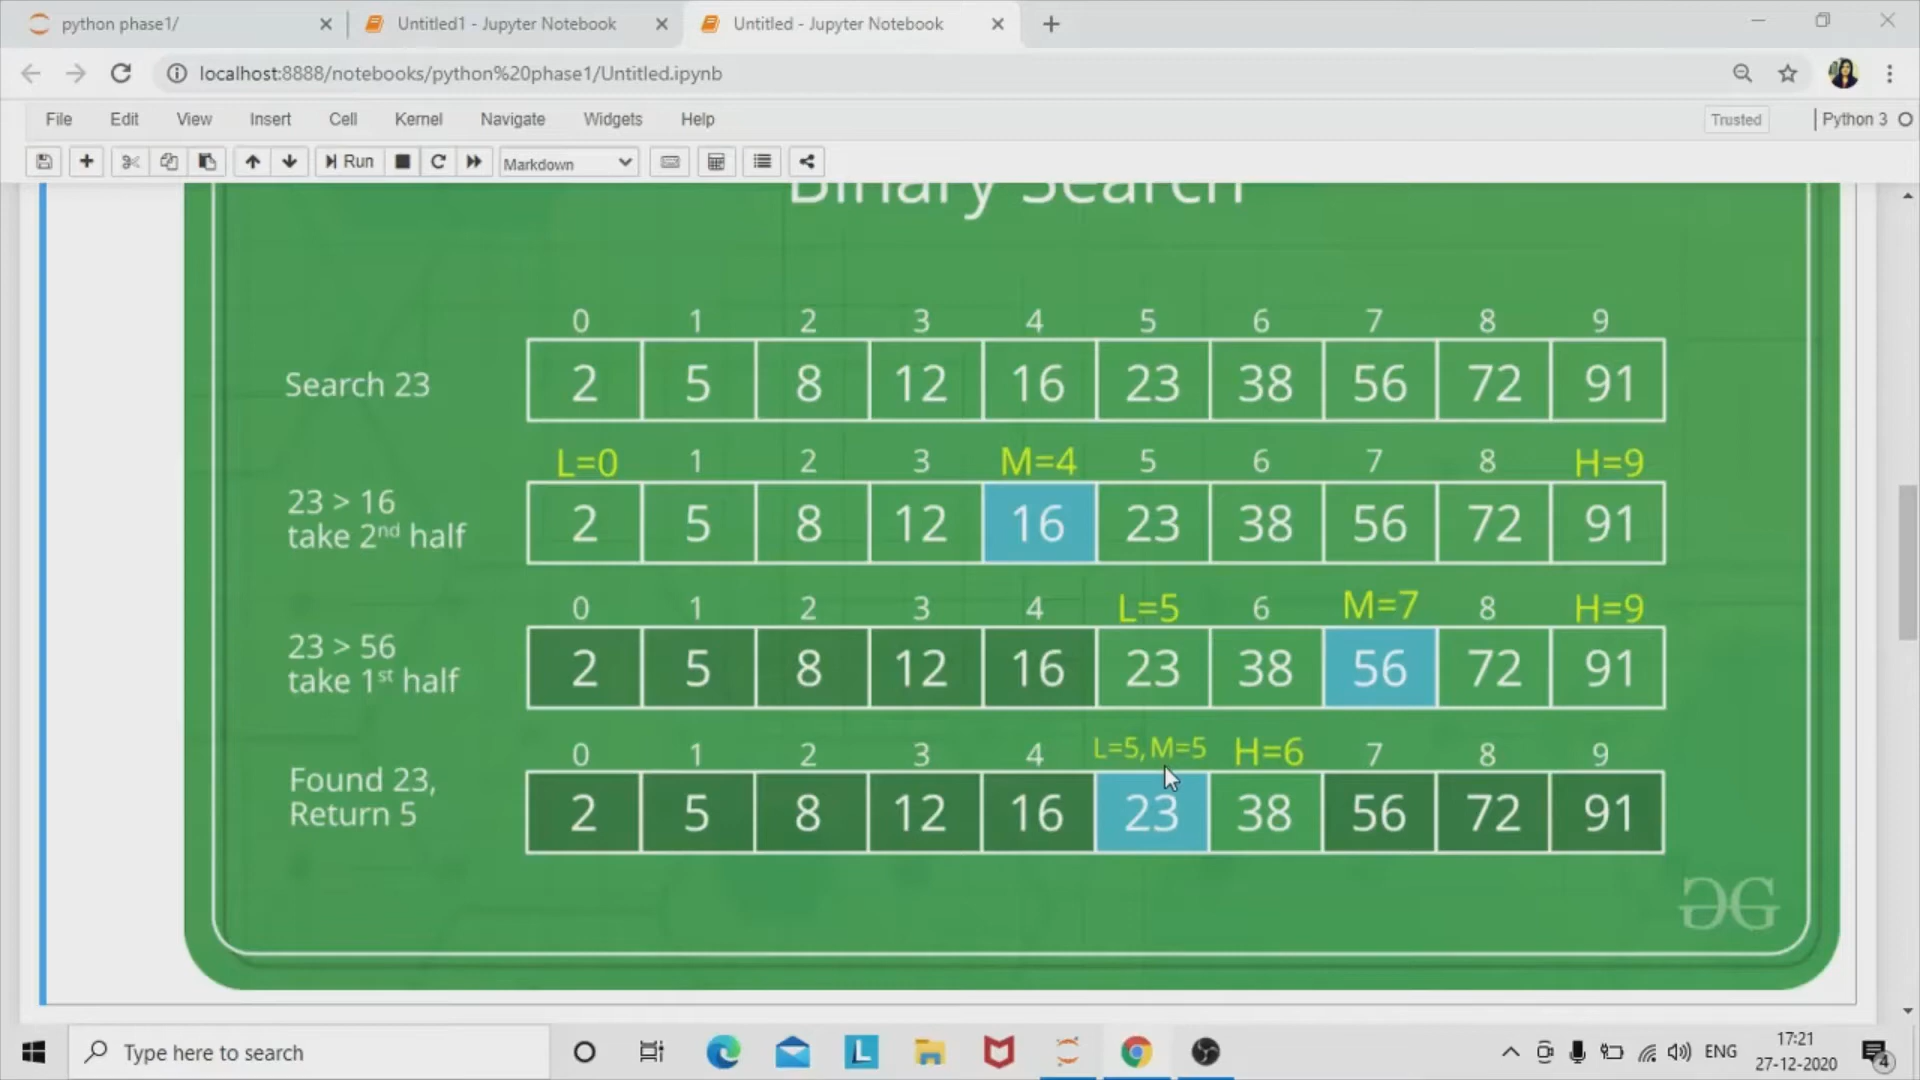 python phase1/
Untitled1 - Jupyter Notebook
Untitled - Jupyter Notebook
localhost:8888/notebooks/python%20phase1/Untitled.ipynb
File Edit View Insert Cell Kernel Navigate Widgets Help
Trusted
Python 3
Run
Markdown
Binary Search
0 1 2 3 4 5 6 7 8 9
Search 23
2 5 8 12 16 23 38 56 72 91
L=0 1 2 3 M=4 5 6 7 8 H=9
23 > 16
take 2nd half
2 5 8 12 16 23 38 56 72 91
0 1 2 3 4 L=5 6 M=7 8 H=9
23 > 56
take 1st half
2 5 8 12 16 23 38 56 72 91
0 1 2 3 4 L=5, M=5 H=6 7 8 9
Found 23,
Return 5
2 5 8 12 16 23 38 56 72 91
Type here to search
L
ENG
17:21
27-12-2020
4